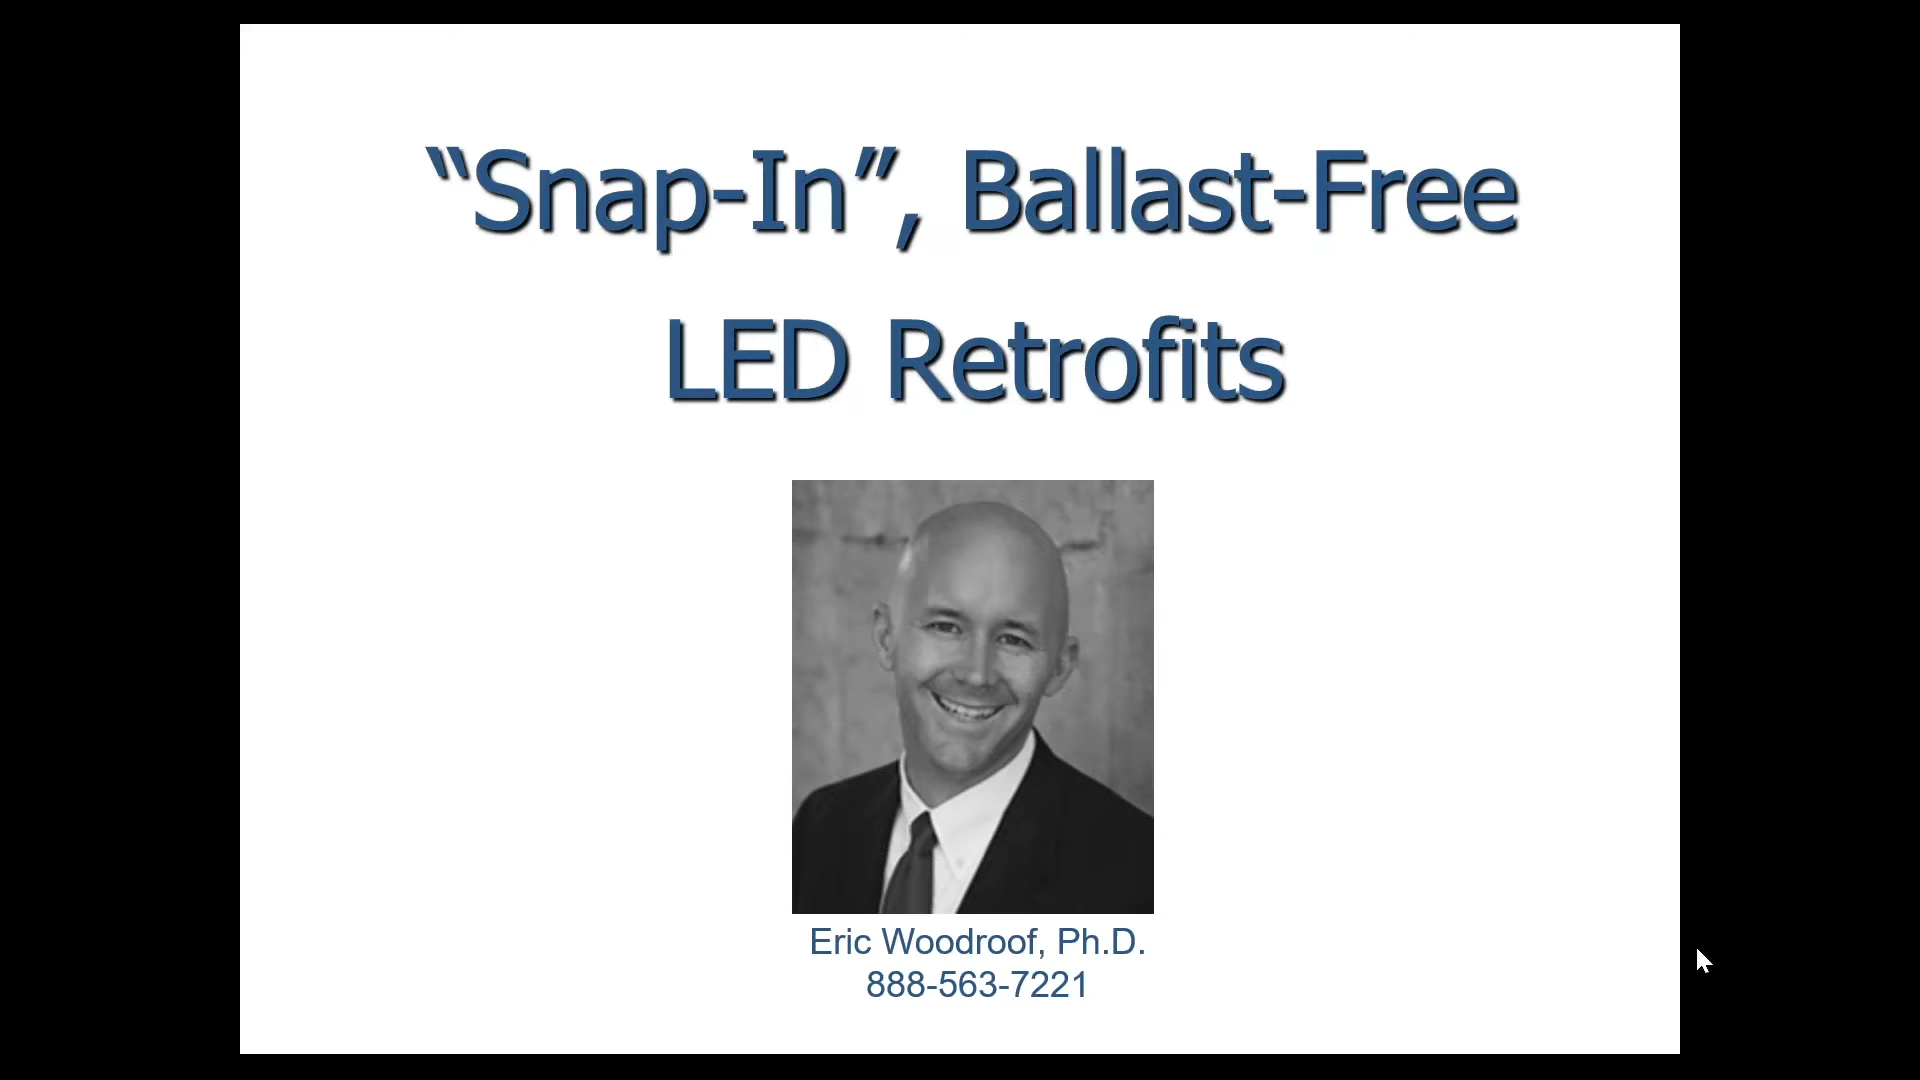 “Snap-In”, Ballast-Free
LED Retrofits
Eric Woodroof, Ph.D.
888-563-7221